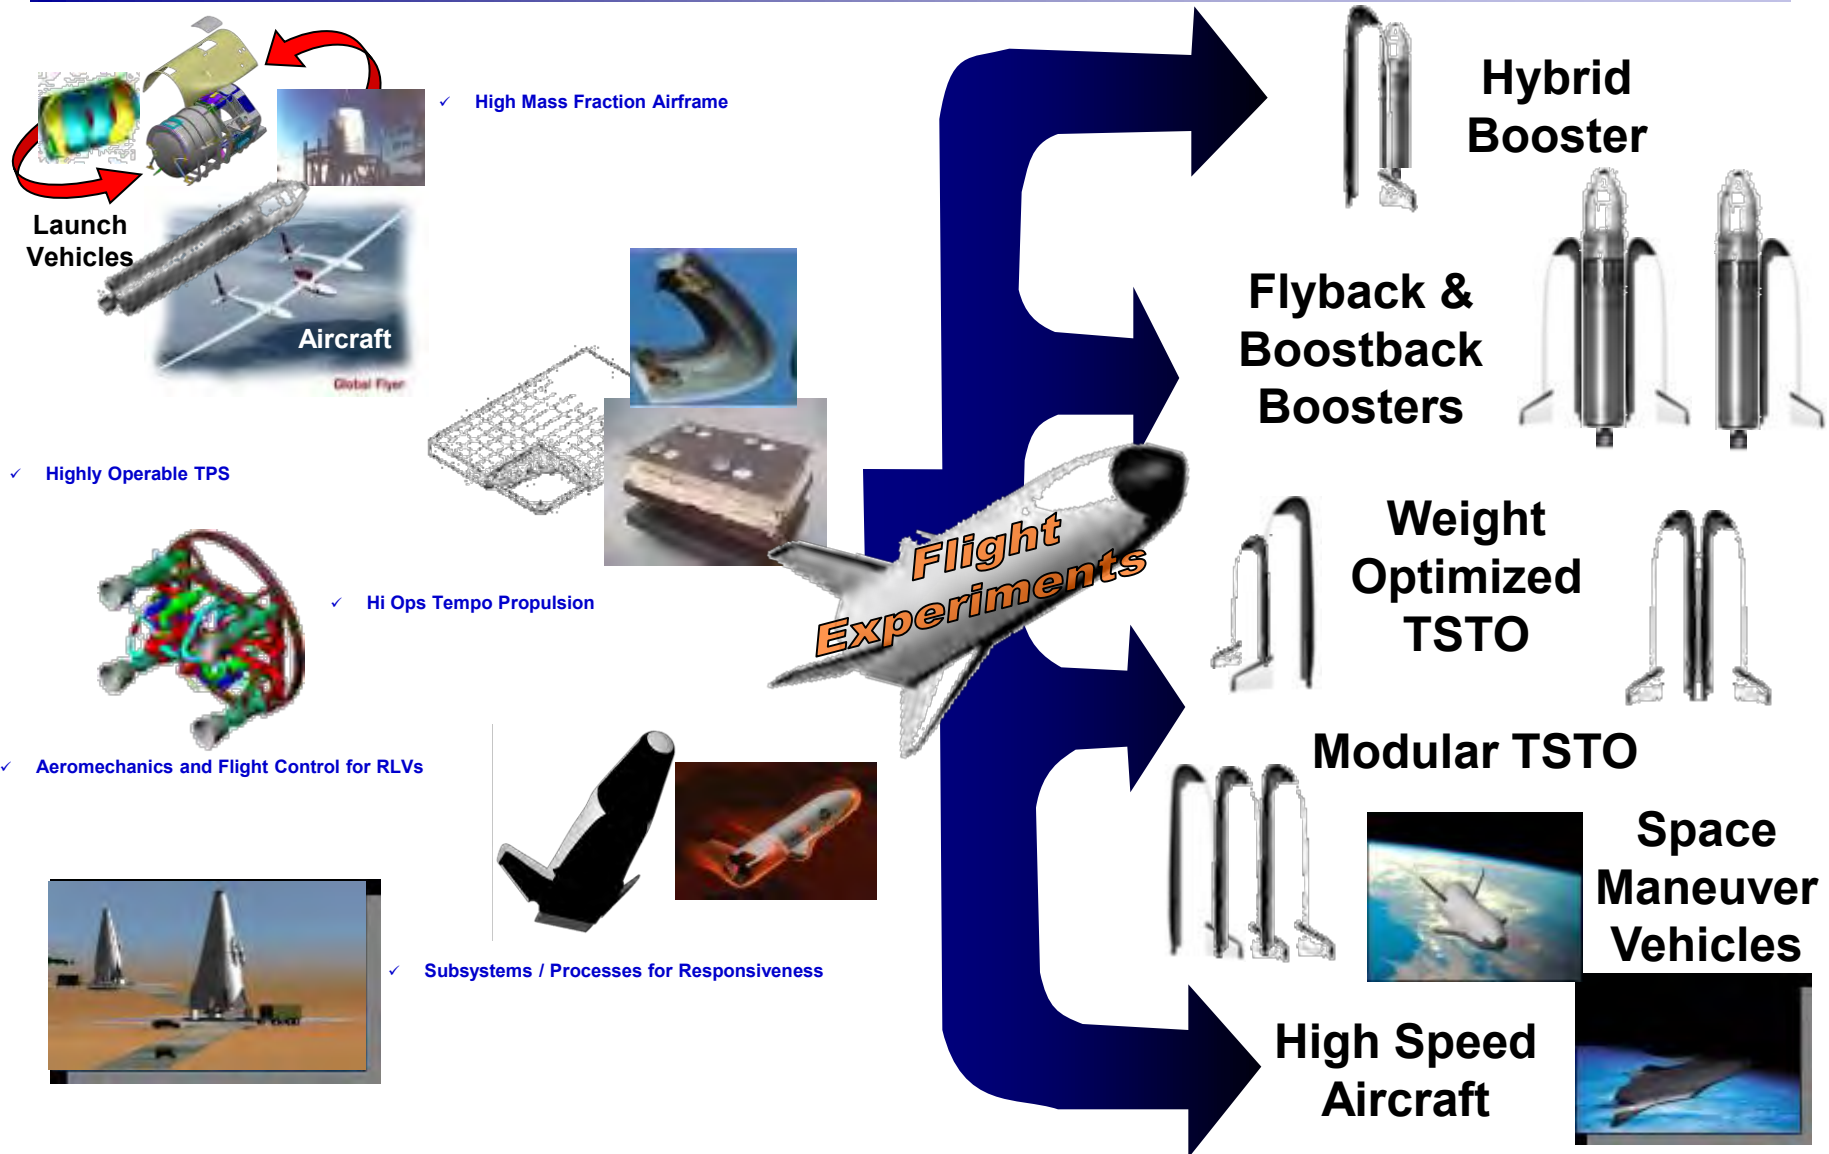 High Mass Fraction Airframe
Launch
Vehicles
Aircraft
Global Flyer
Highly Operable TPS
Hi Ops Tempo Propulsion
Aeromechanics and Flight Control for RLVs
Subsystems / Processes for Responsiveness
Flight
Experiments
Hybrid
Booster
Flyback &
Boostback
Boosters
Weight
Optimized
TSTO
Modular TSTO
Space
Maneuver
Vehicles
High Speed
Aircraft